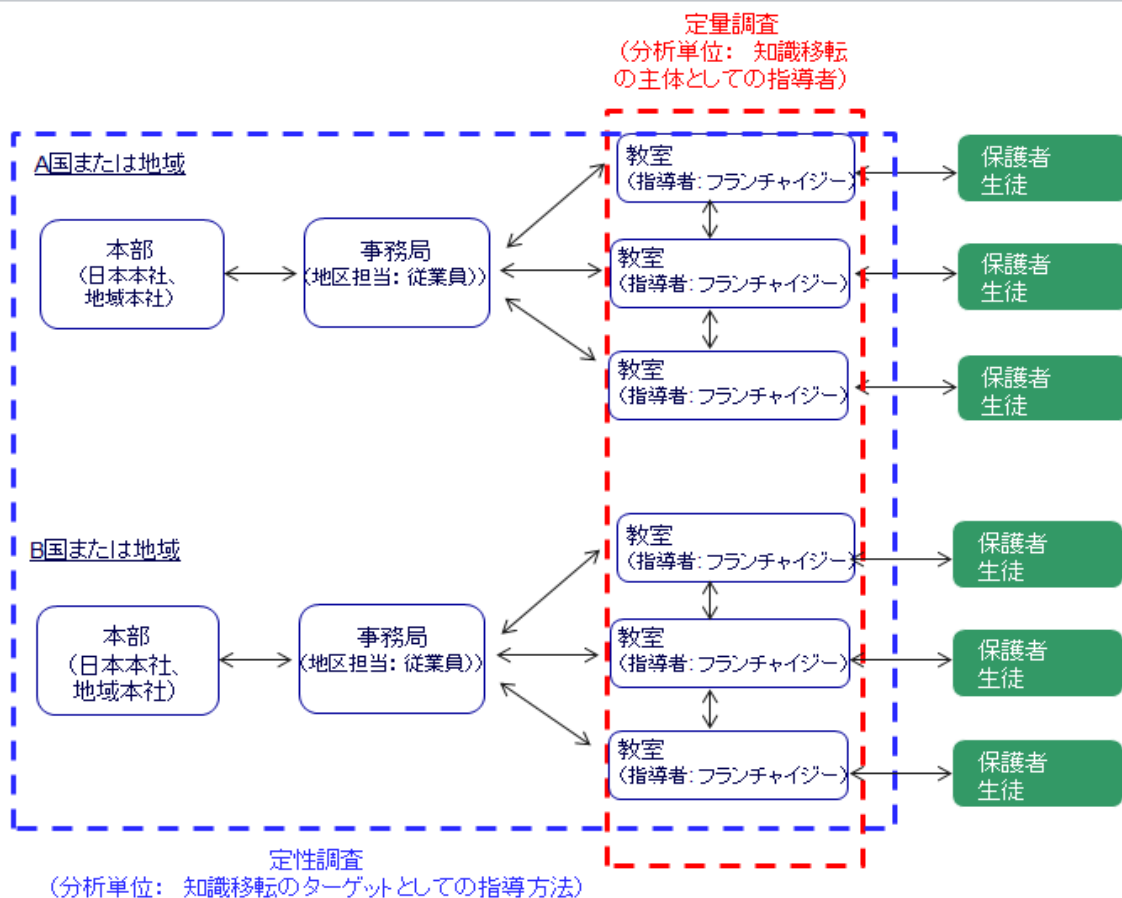 定量調査
(分析単位： 知識移転
の主体としての指導者)
A国または地域
本部
(日本本社、
地域本社)
事務局
(地区担当：従業員))
教室
(指導者：フランチャイジー)
教室
(指導者：フランチャイジー)
教室
(指導者：フランチャイジー)
保護者
生徒
保護者
生徒
保護者
生徒
B国または地域
本部
(日本本社、
地域本社)
事務局
(地区担当：従業員))
教室
(指導者：フランチャイジー)
教室
(指導者：フランチャイジー)
教室
(指導者：フランチャイジー)
保護者
生徒
保護者
生徒
保護者
生徒
定性調査
(分析単位： 知識移転のターゲットとしての指導方法)